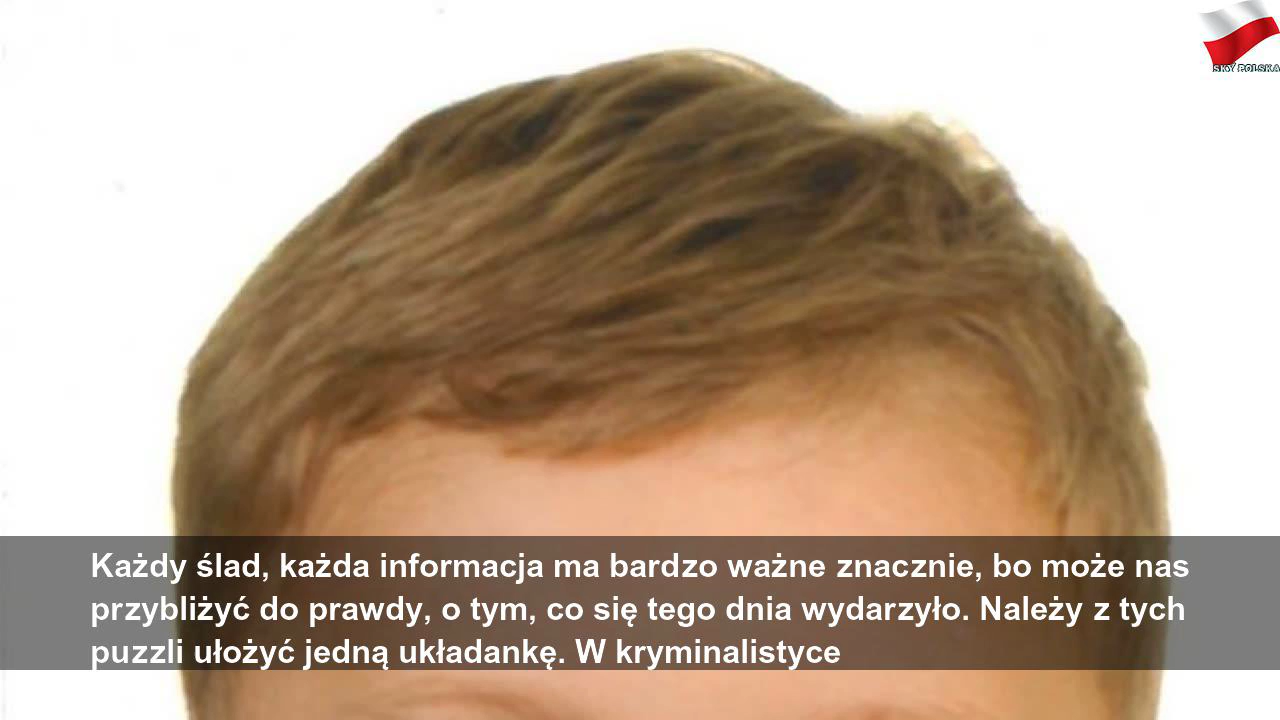 SKY POLSKA
Każdy ślad, każda informacja ma bardzo ważne znacznie, bo może nas
przybliżyć do prawdy, o tym, co się tego dnia wydarzyło. Należy z tych
puzzli ułożyć jedną układankę. W kryminalistyce